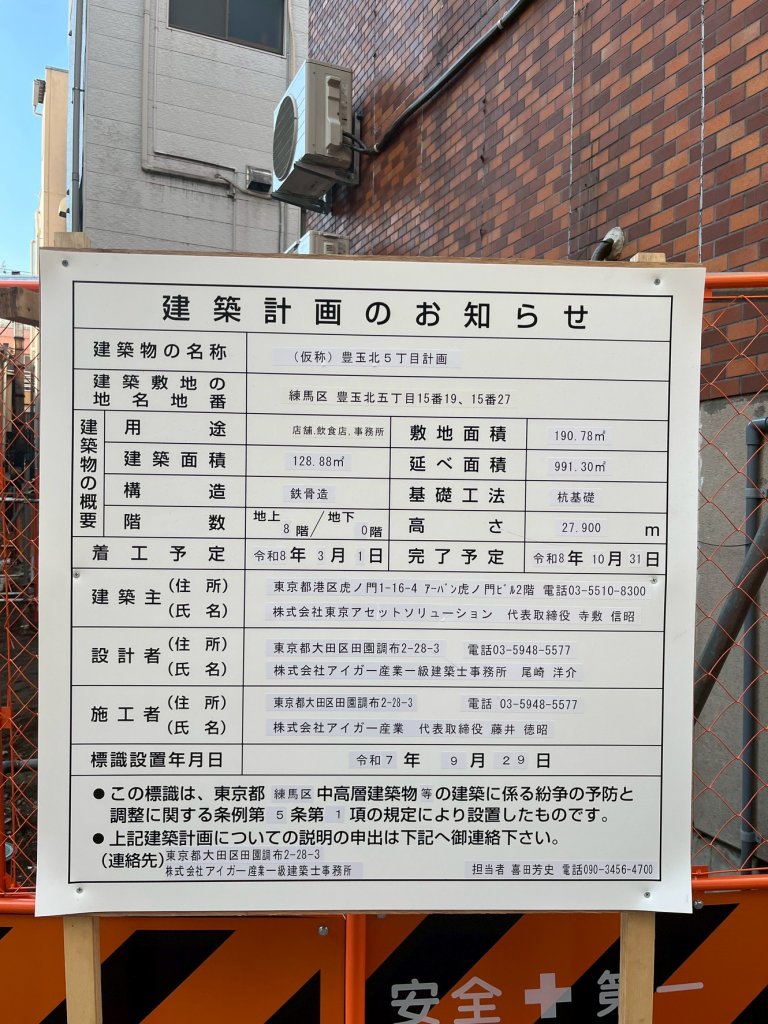 建築計画のお知らせ
建築物の名称 （仮称）豊玉北５丁目計画
建築敷地の地名地番 練馬区 豊玉北五丁目15番19、15番27
建築物の概要
用途 店舗,飲食店,事務所 敷地面積 190.78㎡
建築面積 128.88㎡ 延べ面積 991.30㎡
構造 鉄骨造 基礎工法 杭基礎
階数 地上8階／地下0階 高さ 27.900 m
着工予定 令和8年3月1日 完了予定 令和8年10月31日
建築主（住所） 東京都港区虎ノ門1-16-4 ｱｰﾊﾞﾝ虎ノ門ﾋﾞﾙ2階 電話03-5510-8300
（氏名） 株式会社東京アセットソリューション 代表取締役 寺敷 信昭
設計者（住所） 東京都大田区田園調布2-28-3 電話03-5948-5577
（氏名） 株式会社アイガー産業一級建築士事務所 尾崎 洋介
施工者（住所） 東京都大田区田園調布2-28-3 電話 03-5948-5577
（氏名） 株式会社アイガー産業 代表取締役 藤井 徳昭
標識設置年月日 令和７年９月２９日
●この標識は、東京都練馬区中高層建築物等の建築に係る紛争の予防と
調整に関する条例第５条第１項の規定により設置したものです。
●上記建築計画についての説明の申出は下記へ御連絡下さい。
（連絡先）東京都大田区田園調布2-28-3
株式会社アイガー産業一級建築士事務所 担当者 喜田芳史 電話090-3456-4700
安全✚第一